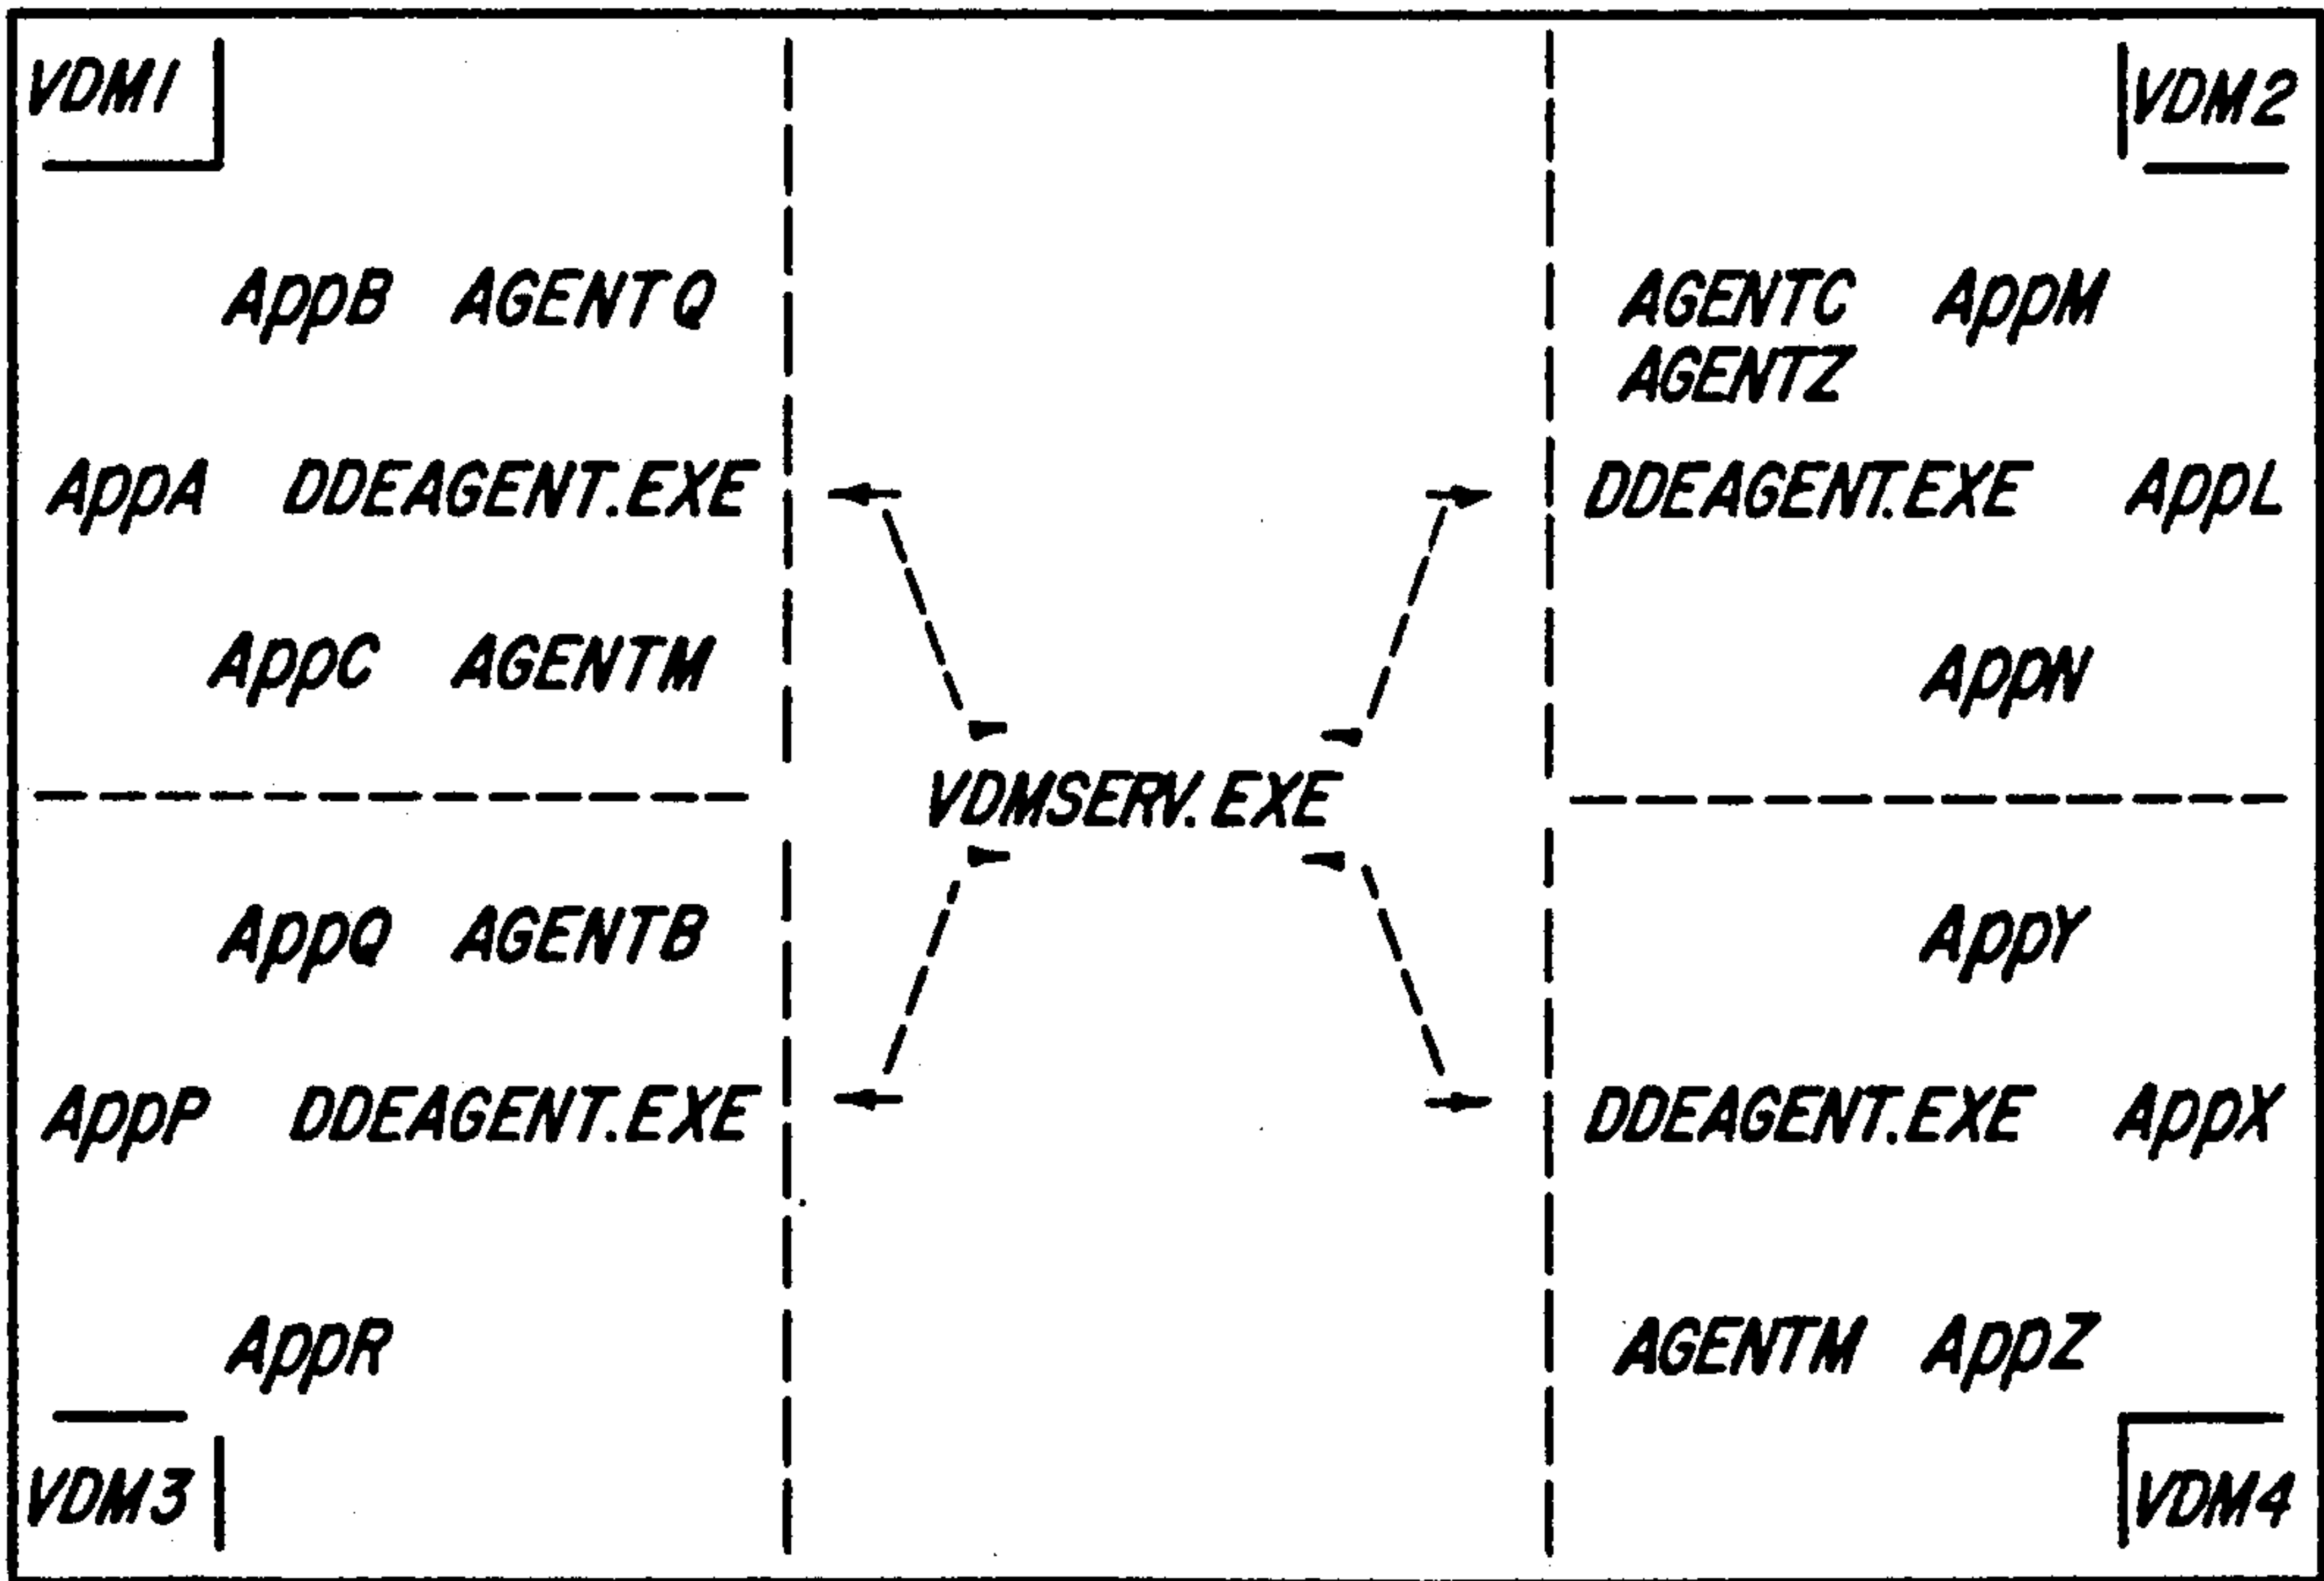 VDM1
AppB AGENTQ
AppA DDEAGENT.EXE
AppC AGENTM
VDM2
AGENTC AppM
AGENTZ
DDEAGENT.EXE AppL
AppN
VDMSERV.EXE
AppQ AGENTB
AppP DDEAGENT.EXE
AppR
VDM3
AppY
DDEAGENT.EXE AppX
AGENTM AppZ
VDM4